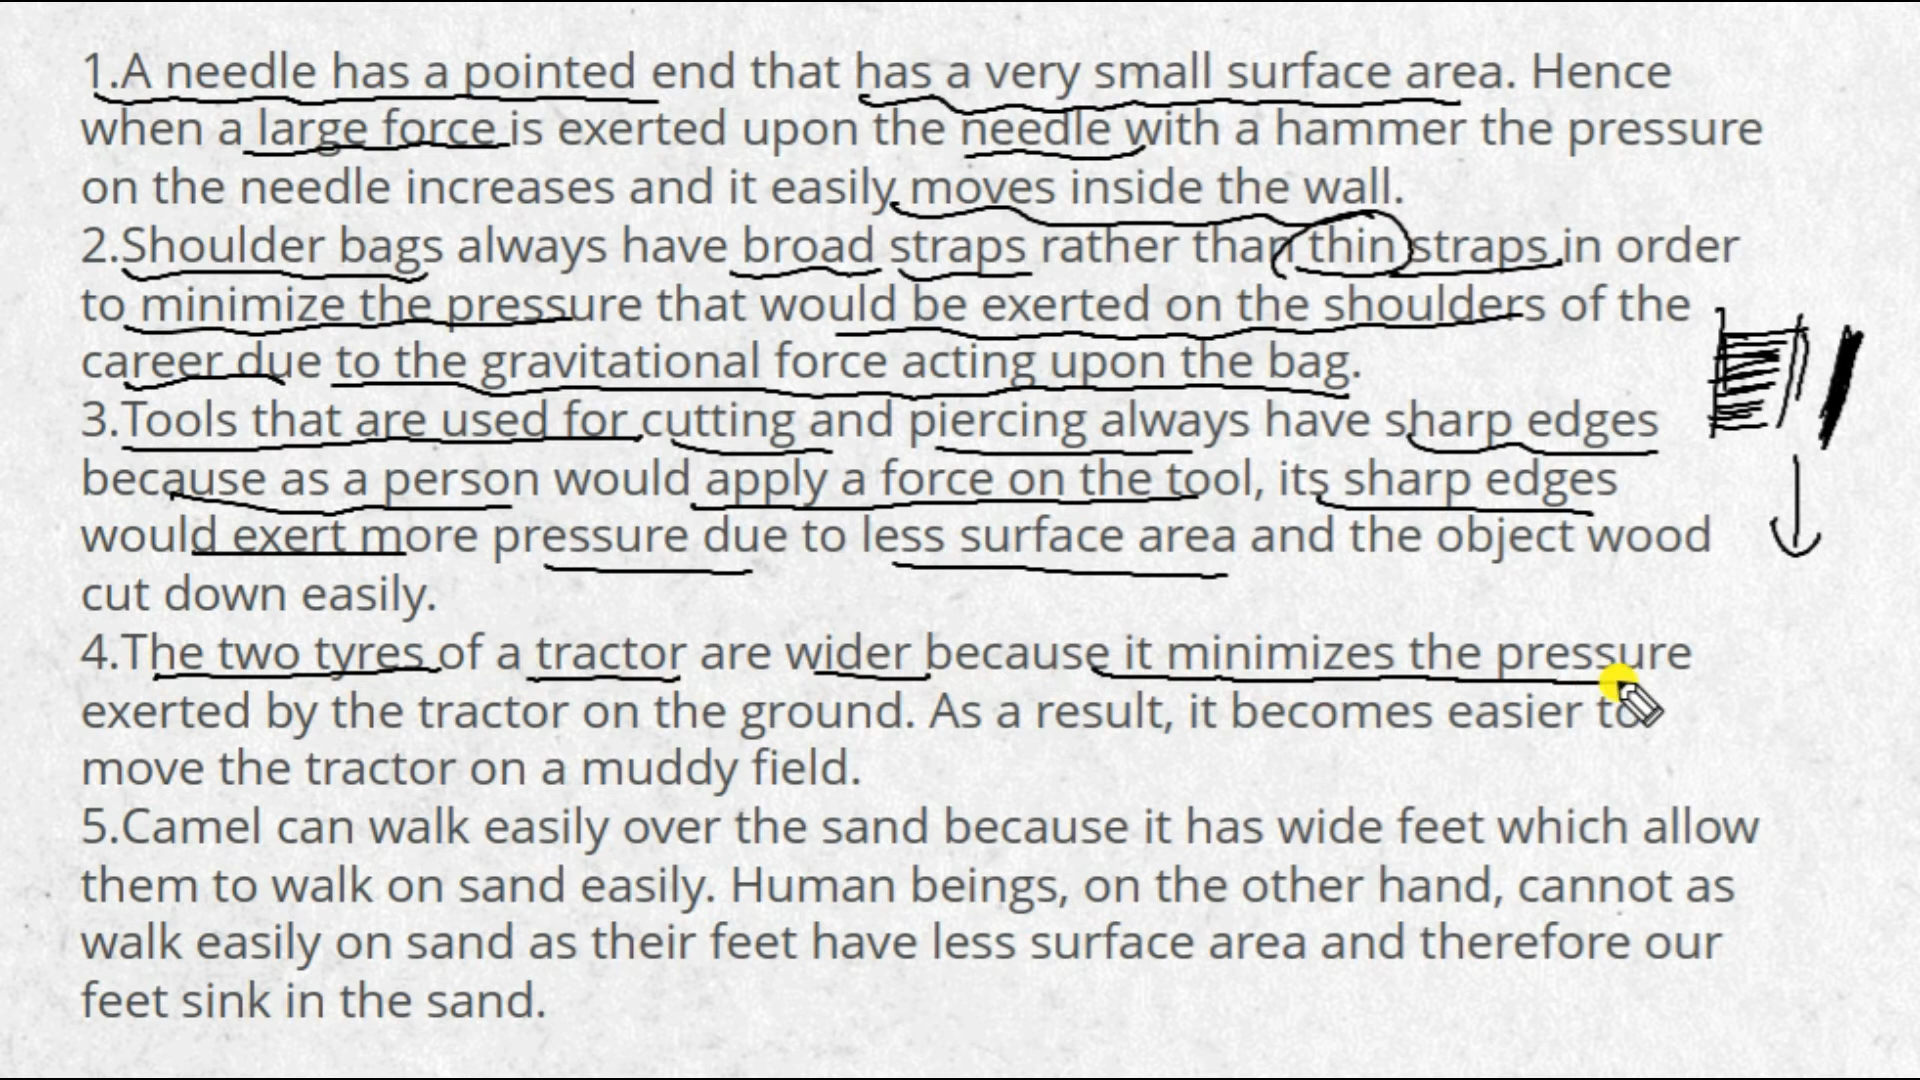 1.A needle has a pointed end that has a very small surface area. Hence
when a large force is exerted upon the needle with a hammer the pressure
on the needle increases and it easily moves inside the wall.
2.Shoulder bags always have broad straps rather than thin straps in order
to minimize the pressure that would be exerted on the shoulders of the
career due to the gravitational force acting upon the bag.
3.Tools that are used for cutting and piercing always have sharp edges
because as a person would apply a force on the tool, its sharp edges
would exert more pressure due to less surface area and the object wood
cut down easily.
4.The two tyres of a tractor are wider because it minimizes the pressure
exerted by the tractor on the ground. As a result, it becomes easier to
move the tractor on a muddy field.
5.Camel can walk easily over the sand because it has wide feet which allow
them to walk on sand easily. Human beings, on the other hand, cannot as
walk easily on sand as their feet have less surface area and therefore our
feet sink in the sand.